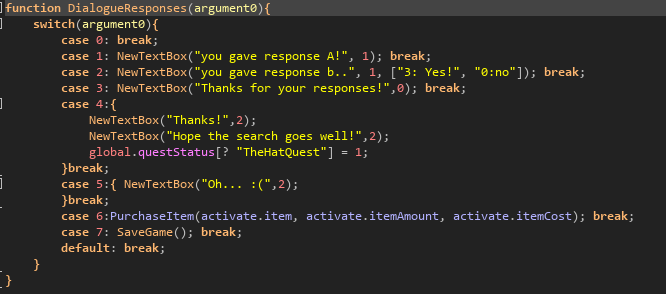 function DialogueResponses(argument0){
switch(argument0){
case 0: break;
case 1: NewTextBox("you gave response A!", 1); break;
case 2: NewTextBox("you gave response b..", 1, ["3: Yes!", "0:no"]); break;
case 3: NewTextBox("Thanks for your responses!",0); break;
case 4:{
NewTextBox("Thanks!",2);
NewTextBox("Hope the search goes well!",2);
global.questStatus[? "TheHatQuest"] = 1;
}break;
case 5:{ NewTextBox("Oh... :(",2);
}break;
case 6:PurchaseItem(activate.item, activate.itemAmount, activate.itemCost); break;
case 7: SaveGame(); break;
default: break;
}
}